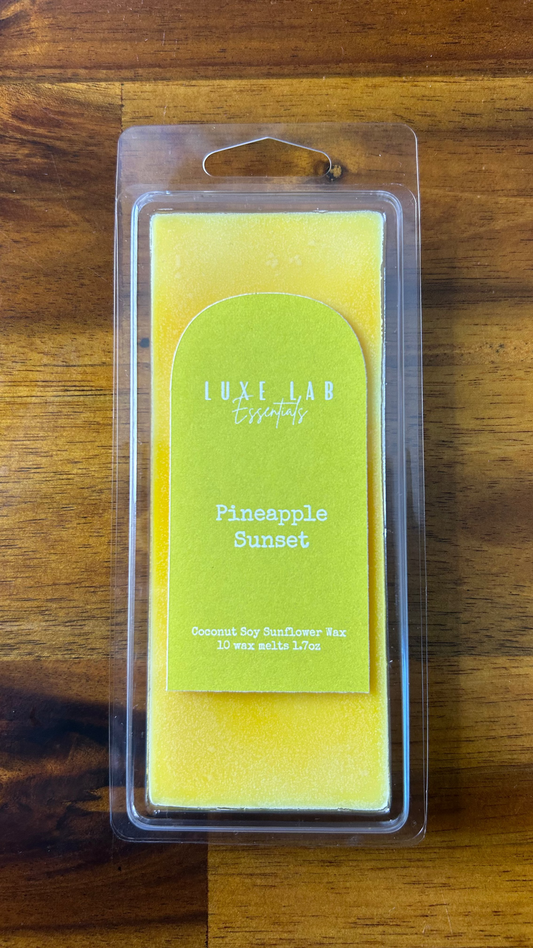 LUXE LAB
Essentials
Pineapple
Sunset
Coconut Soy Sunflower Wax
10 wax melts 1.7oz